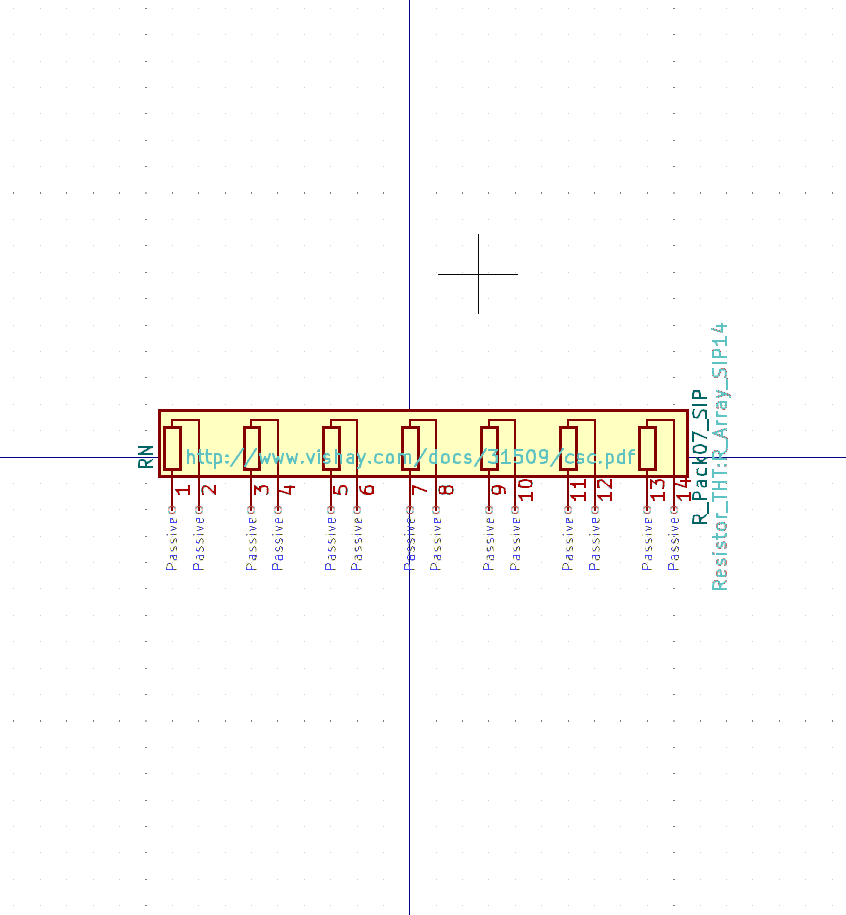 RN
http://www.vishay.com/docs/31509/csc.pdf
R_Pack07_SIP
Resistor_THT:R_Array_SIP14
1 2 3 4 5 6 7 8 9 10 11 12 13 14
Passive Passive Passive Passive Passive Passive Passive Passive Passive Passive Passive Passive Passive Passive